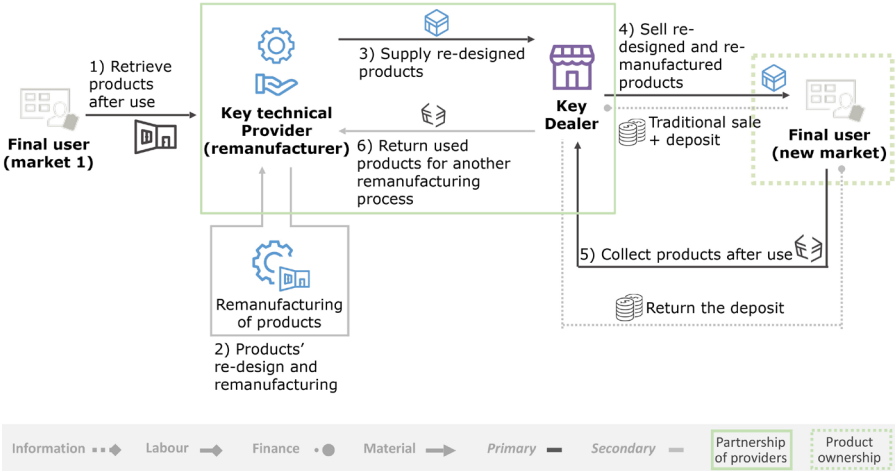 1) Retrieve
products
after use
Final user
(market 1)
Key technical
Provider
(remanufacturer)
3) Supply re-designed
products
Key
Dealer
4) Sell re-
designed and re-
manufactured
products
Traditional sale
+ deposit
Final user
(new market)
6) Return used
products for another
remanufacturing
process
5) Collect products after use
Return the deposit
Remanufacturing
of products
2) Products’
re-design and
remanufacturing
Information
Labour
Finance
Material
Primary
Secondary
Partnership
of providers
Product
ownership